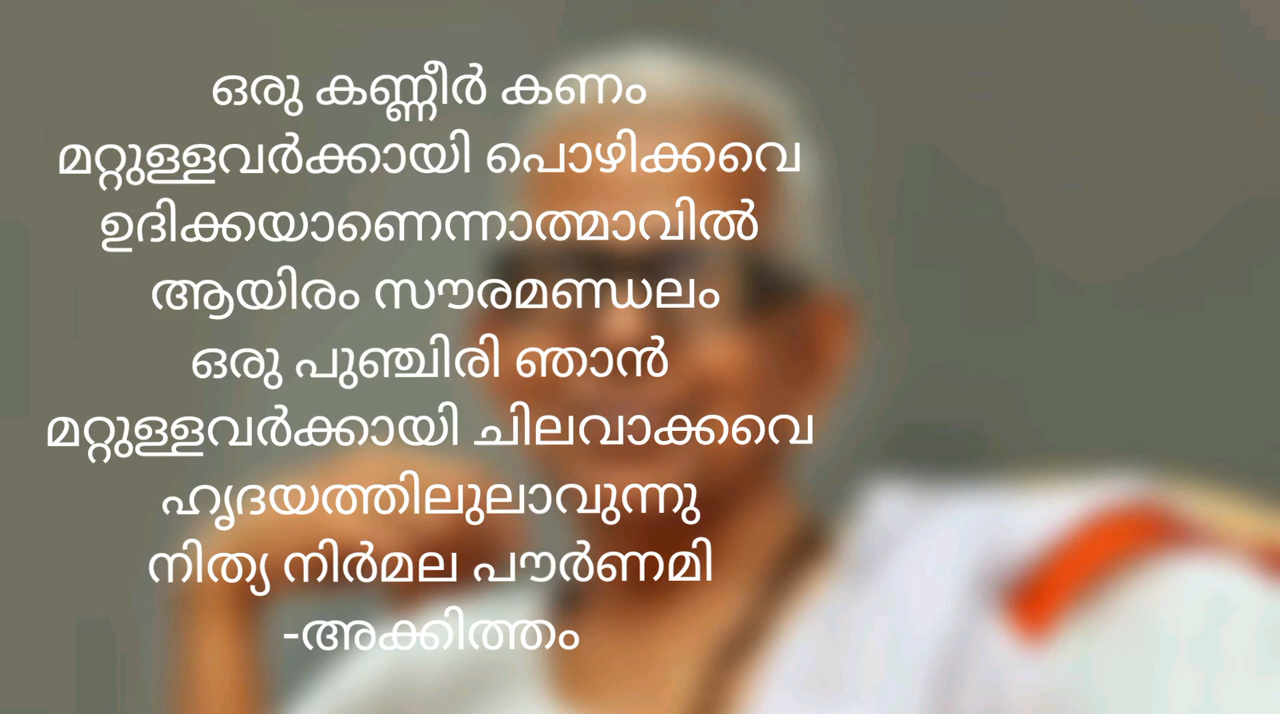 ഒരു കണ്ണീർ കണം
മറ്റുള്ളവർക്കായി പൊഴിക്കവെ
ഉദിക്കയാണെന്നാത്മാവിൽ
ആയിരം സൗരമണ്ഡലം
ഒരു പുഞ്ചിരി ഞാൻ
മറ്റുള്ളവർക്കായി ചിലവാക്കവെ
ഹൃദയത്തിലുലാവുന്നു
നിത്യ നിർമല പൗർണമി
-അക്കിത്തം